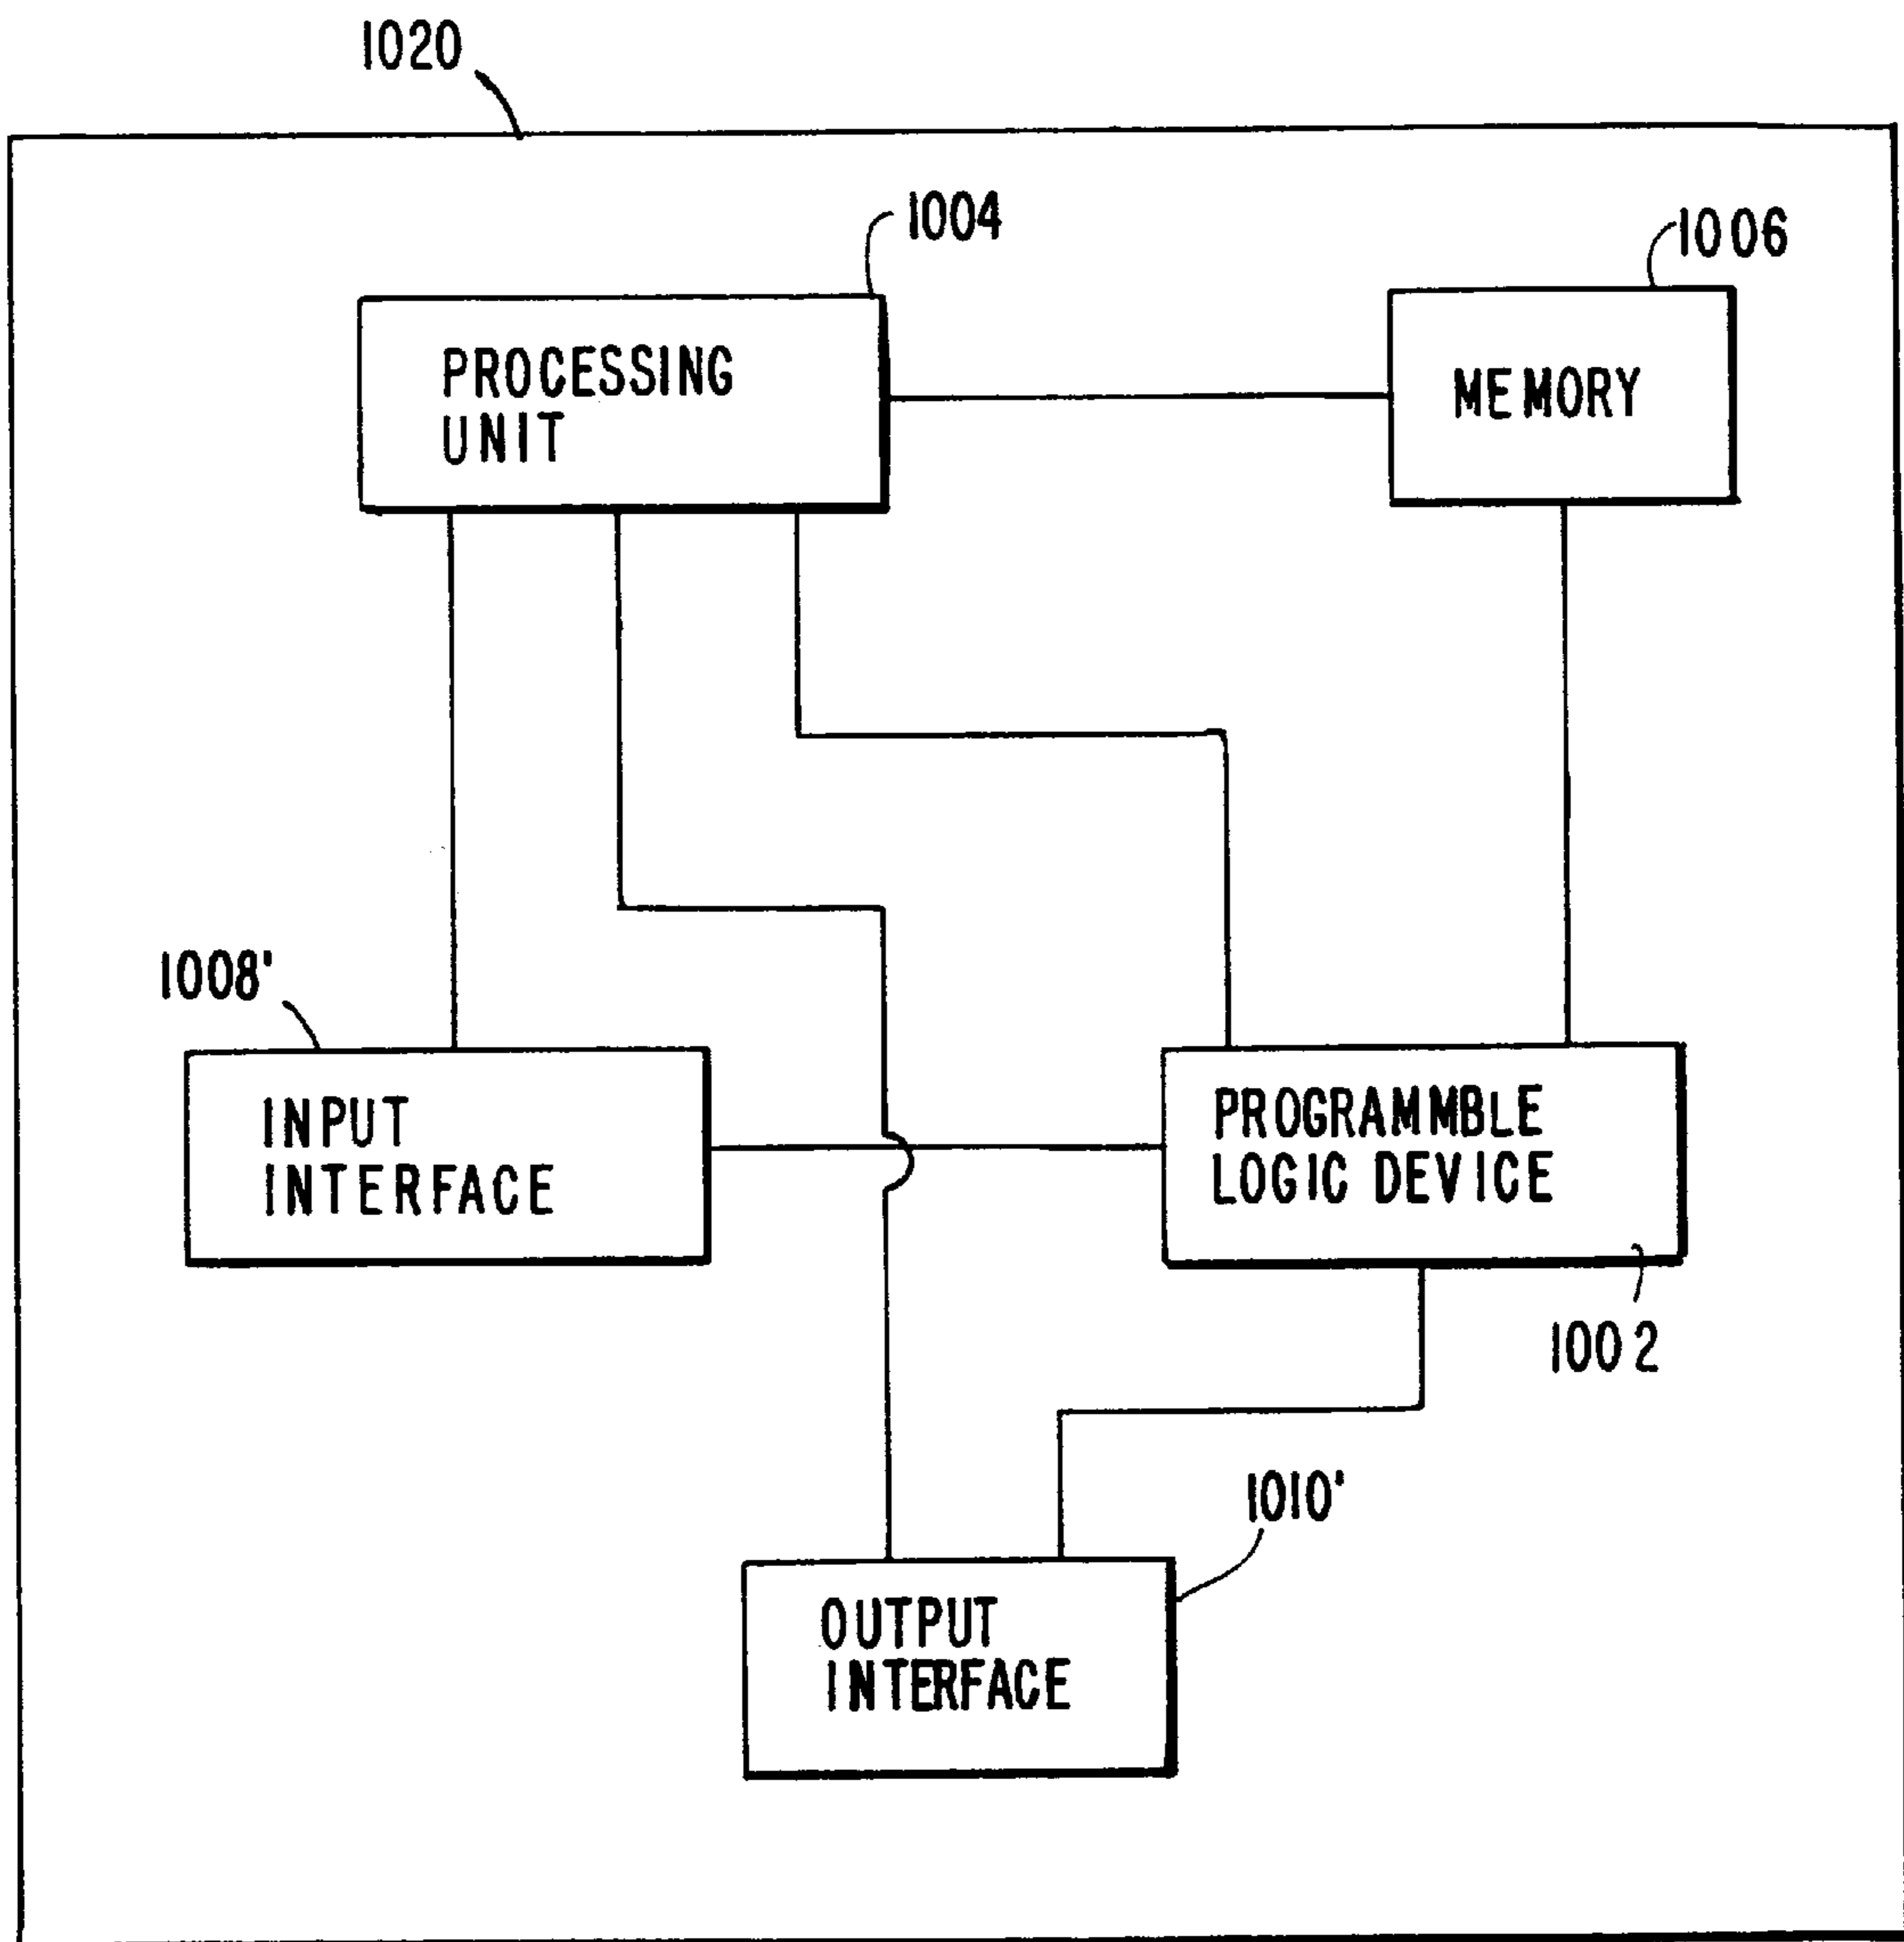 1020
1004
1006
PROCESSING
UNIT
MEMORY
1008'
INPUT
INTERFACE
PROGRAMMBLE
LOGIC DEVICE
1002
1010'
OUTPUT
INTERFACE